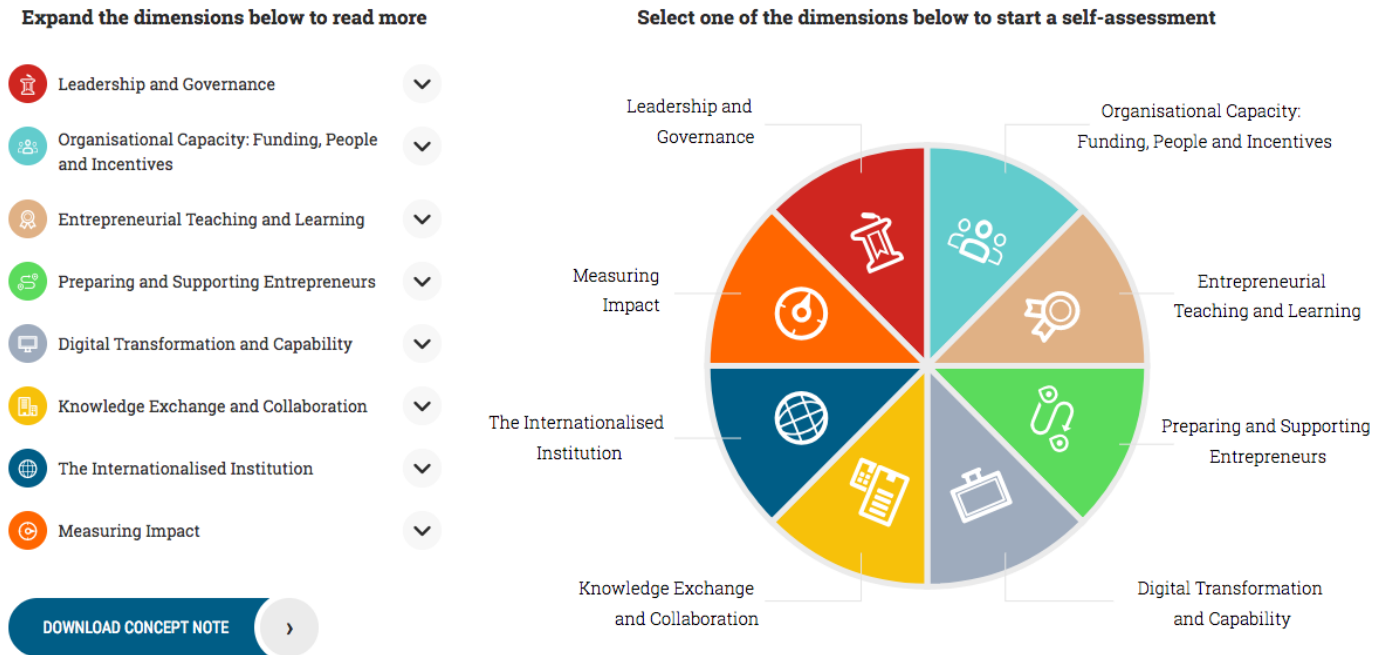 Expand the dimensions below to read more
Leadership and Governance
Organisational Capacity: Funding, People
and Incentives
Entrepreneurial Teaching and Learning
Preparing and Supporting Entrepreneurs
Digital Transformation and Capability
Knowledge Exchange and Collaboration
The Internationalised Institution
Measuring Impact
DOWNLOAD CONCEPT NOTE
Select one of the dimensions below to start a self-assessment
Leadership and
Governance
Organisational Capacity:
Funding, People and Incentives
Measuring
Impact
Entrepreneurial
Teaching and Learning
The Internationalised
Institution
Preparing and Supporting
Entrepreneurs
Knowledge Exchange
and Collaboration
Digital Transformation
and Capability